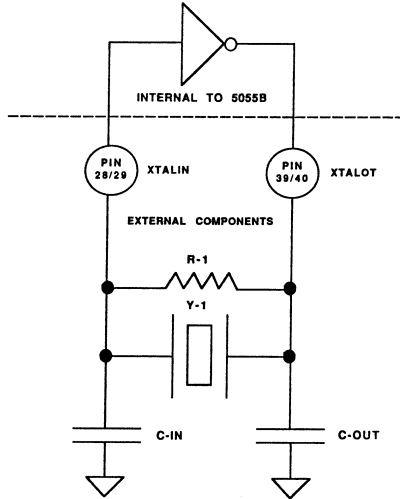 INTERNAL TO 5055B
PIN
28/29
XTALIN
PIN
39/40
XTALOT
EXTERNAL COMPONENTS
R-1
Y-1
C-IN
C-OUT